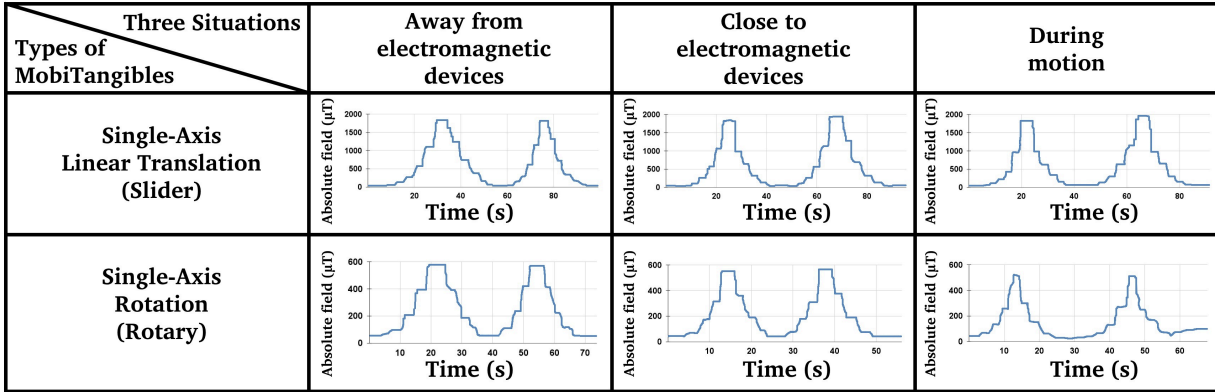 Three Situations
Types of
MobiTangibles
Away from
electromagnetic
devices
Close to
electromagnetic
devices
During
motion
Single-Axis
Linear Translation
(Slider)
Absolute field (μT)
2000
1500
1000
500
0
20 40 60 80
Time (s)
Absolute field (μT)
2000
1500
1000
500
0
20 40 60 80
Time (s)
Absolute field (μT)
2000
1500
1000
500
0
20 40 60 80
Time (s)
Single-Axis
Rotation
(Rotary)
Absolute field (μT)
600
400
200
0
10 20 30 40 50 60 70
Time (s)
Absolute field (μT)
600
400
200
0
10 20 30 40 50
Time (s)
Absolute field (μT)
600
400
200
0
10 20 30 40 50 60
Time (s)